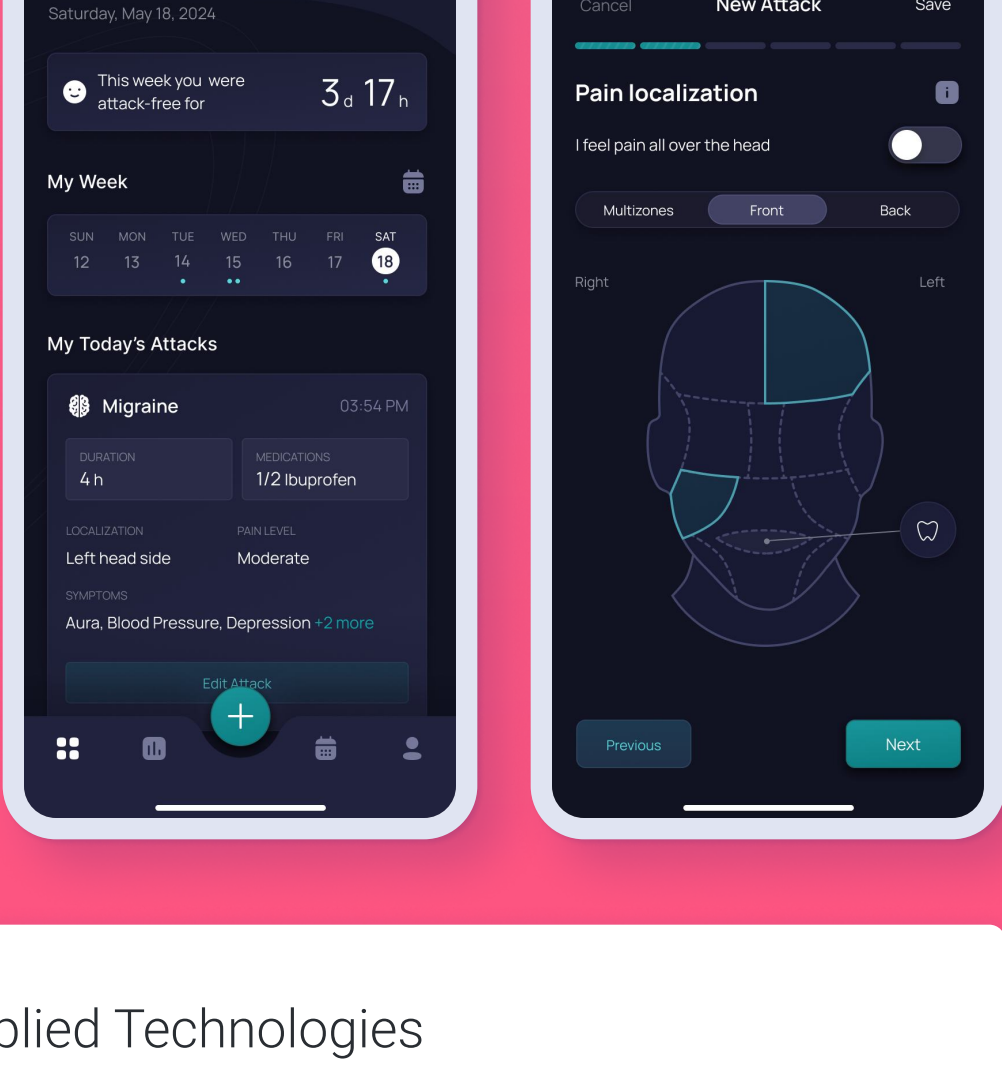 Saturday, May 18, 2024
This week you were
attack-free for
3 d 17 h
My Week
SUN MON TUE WED THU FRI SAT
12 13 14 15 16 17 18
My Today's Attacks
Migraine 03:54 PM
DURATION MEDICATIONS
4 h 1/2 Ibuprofen
LOCALIZATION PAIN LEVEL
Left head side Moderate
SYMPTOMS
Aura, Blood Pressure, Depression +2 more
Edit Attack
Cancel New Attack Save
Pain localization
I feel pain all over the head
Multizones Front Back
Right Left
Previous Next
plied Technologies